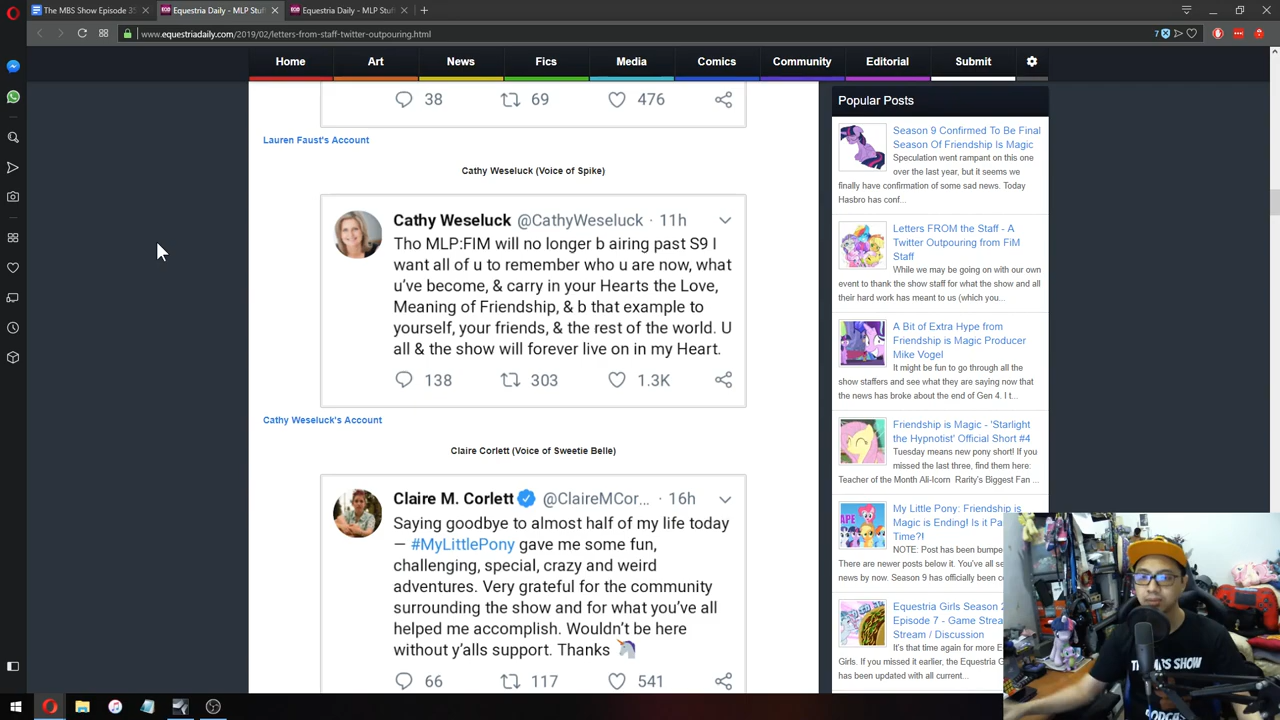 The MBS Show Episode 35
Equestria Daily - MLP Stuf
Equestria Daily - MLP Stuf
www.equestriadaily.com/2019/02/letters-from-staff-twitter-outpouring.html
7
Home
Art
News
Fics
Media
Comics
Community
Editorial
Submit
38
69
476
Lauren Faust's Account
Cathy Weseluck (Voice of Spike)
Cathy Weseluck @CathyWeseluck · 11h
Tho MLP:FIM will no longer b airing past S9 I
want all of u to remember who u are now, what
u've become, & carry in your Hearts the Love,
Meaning of Friendship, & b that example to
yourself, your friends, & the rest of the world. U
all & the show will forever live on in my Heart.
138
303
1.3K
Cathy Weseluck's Account
Claire Corlett (Voice of Sweetie Belle)
Claire M. Corlett @ClaireMCor... · 16h
Saying goodbye to almost half of my life today
— #MyLittlePony gave me some fun,
challenging, special, crazy and weird
adventures. Very grateful for the community
surrounding the show and for what you've all
helped me accomplish. Wouldn't be here
without y'alls support. Thanks 🦄
66
117
541
Popular Posts
Season 9 Confirmed To Be Final
Season Of Friendship Is Magic
Speculation went rampant on this one
over the last year, but it seems we
finally have confirmation of some sad news. Today
Hasbro has conf...
Letters FROM the Staff - A
Twitter Outpouring from FiM
Staff
While we may be going on with our own
event to thank the show staff for what the show and all
their hard work has meant to us (which you...
A Bit of Extra Hype from
Friendship is Magic Producer
Mike Vogel
It might be fun to go through all the
show staffers and see what they are saying now that
the news has broke about the end of Gen 4. I t...
Friendship is Magic - 'Starlight
the Hypnotist' Official Short #4
Tuesday means new pony short! If you
missed the last three, find them here:
Teacher of the Month Ali-Icorn Rarity's Biggest Fan ...
My Little Pony: Friendship is
Magic is Ending! Is it Pa
Time?!
NOTE: Post has been bumpe
There are newer posts below it. You've all se
news by now. Season 9 has officially been c
Equestria Girls Season 2
Episode 7 - Game Strea
Stream / Discussion
It's that time again for more E
Girls. If you missed it earlier, the Equestria G
has been updated with all current...
THE MBS SHOW